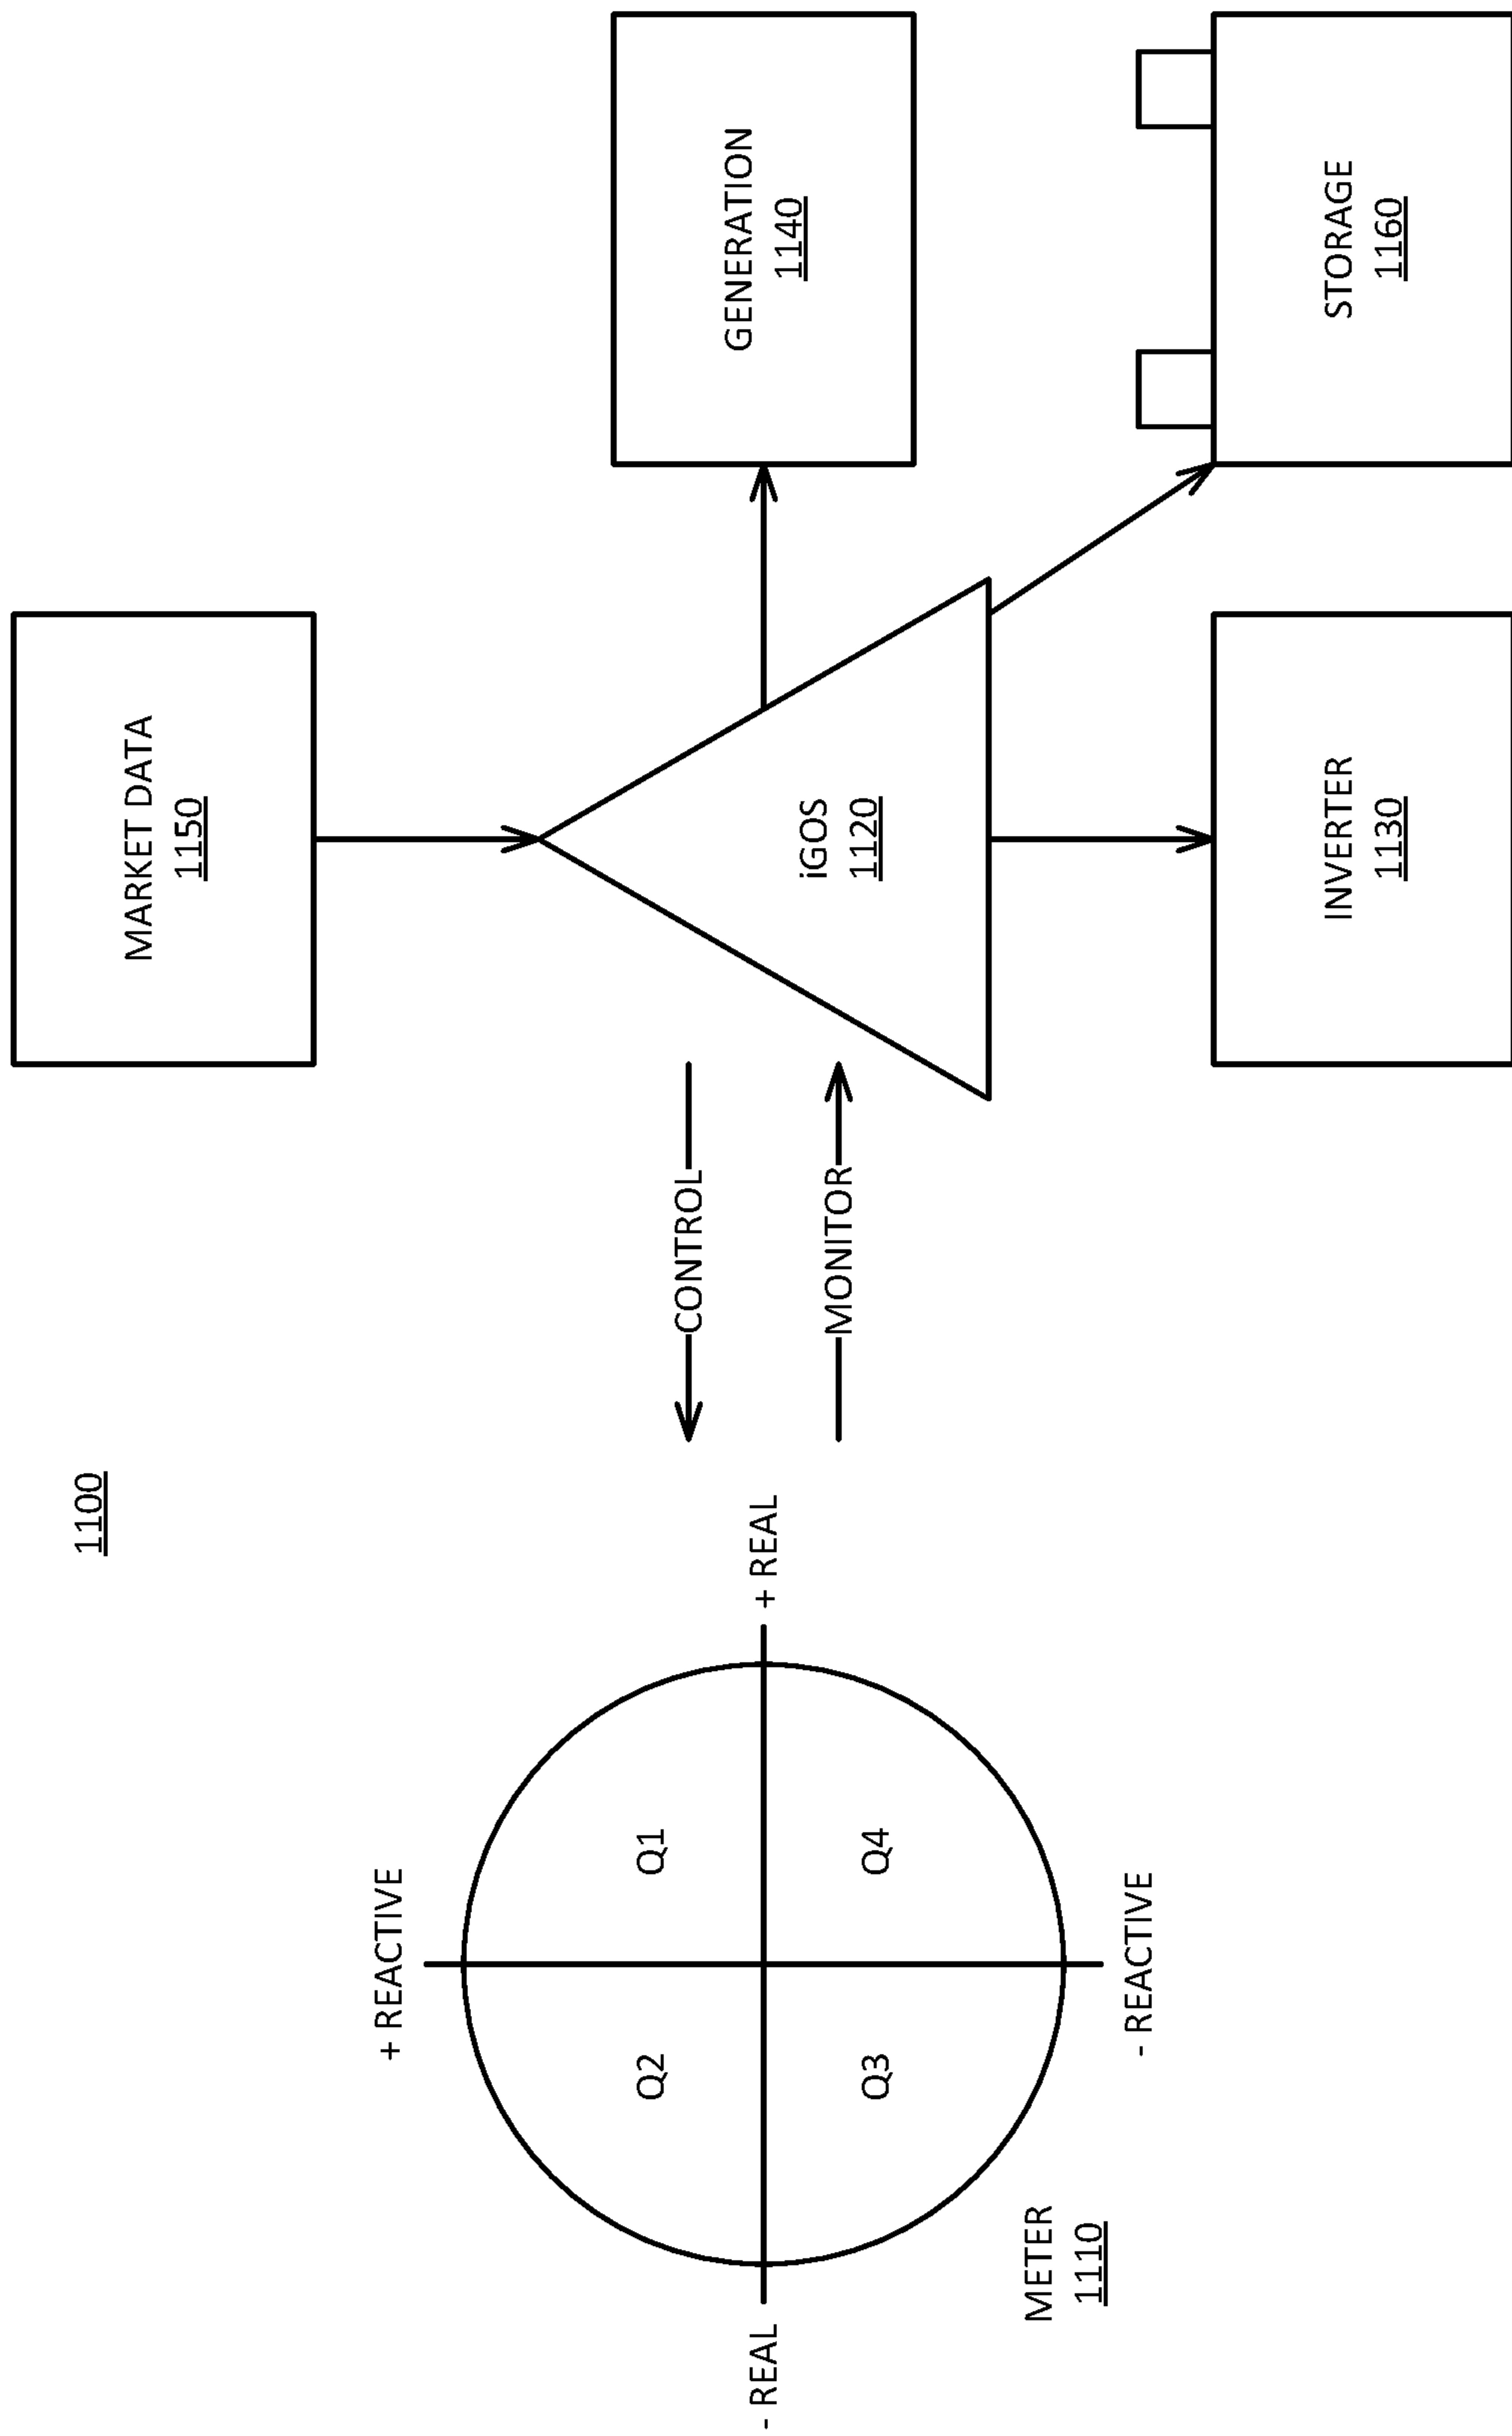 1100
MARKET DATA
1150
+ REACTIVE
Q2
Q1
- REAL
+ REAL
Q3
Q4
- REACTIVE
METER
1110
CONTROL
MONITOR
iGOS
1120
GENERATION
1140
INVERTER
1130
STORAGE
1160